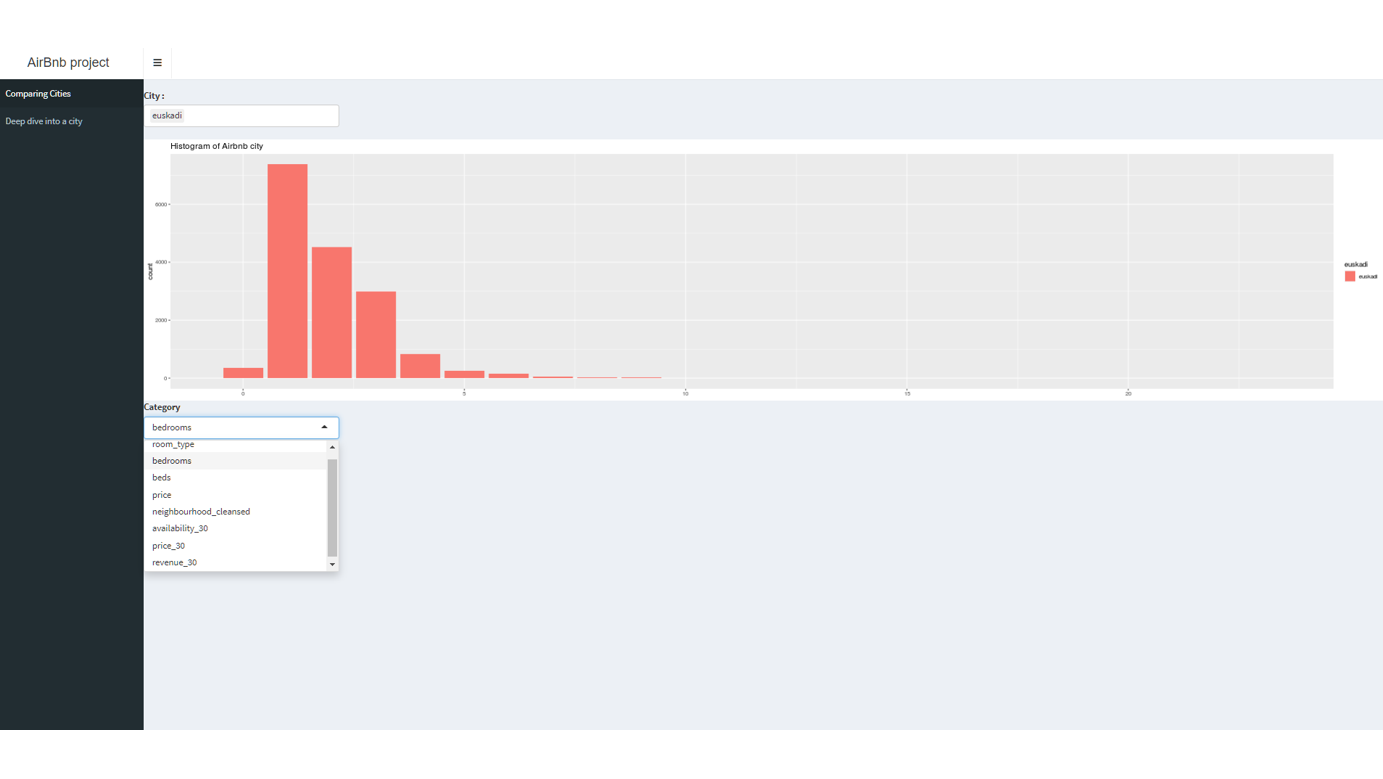 AirBnb project
Comparing Cities
Deep dive into a city
City :
euskadi
Histogram of Airbnb city
6000
4000
2000
0
count
0 5 10 15 20
euskadi
euskadi
Category
bedrooms
room_type
bedrooms
beds
price
neighbourhood_cleansed
availability_30
price_30
revenue_30